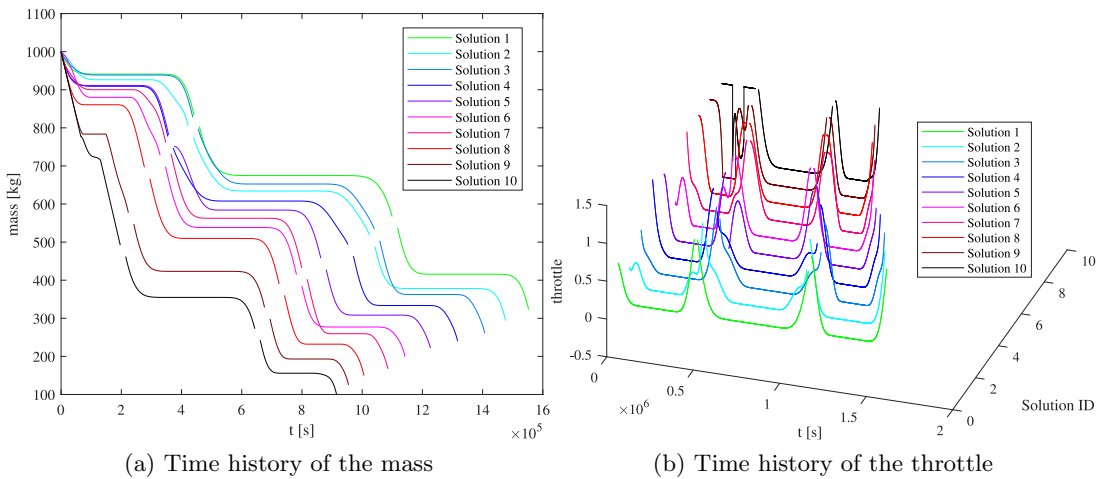 1100
1000
900
800
700
600
500
400
300
200
100
mass [kg]
0
2
4
6
8
10
12
14
16
t [s]
×10⁵
Solution 1
Solution 2
Solution 3
Solution 4
Solution 5
Solution 6
Solution 7
Solution 8
Solution 9
Solution 10
(a) Time history of the mass
1.5
1
0.5
0
-0.5
throttle
0
0.5
1
1.5
2
×10⁶
t [s]
0
2
4
6
8
10
Solution ID
Solution 1
Solution 2
Solution 3
Solution 4
Solution 5
Solution 6
Solution 7
Solution 8
Solution 9
Solution 10
(b) Time history of the throttle